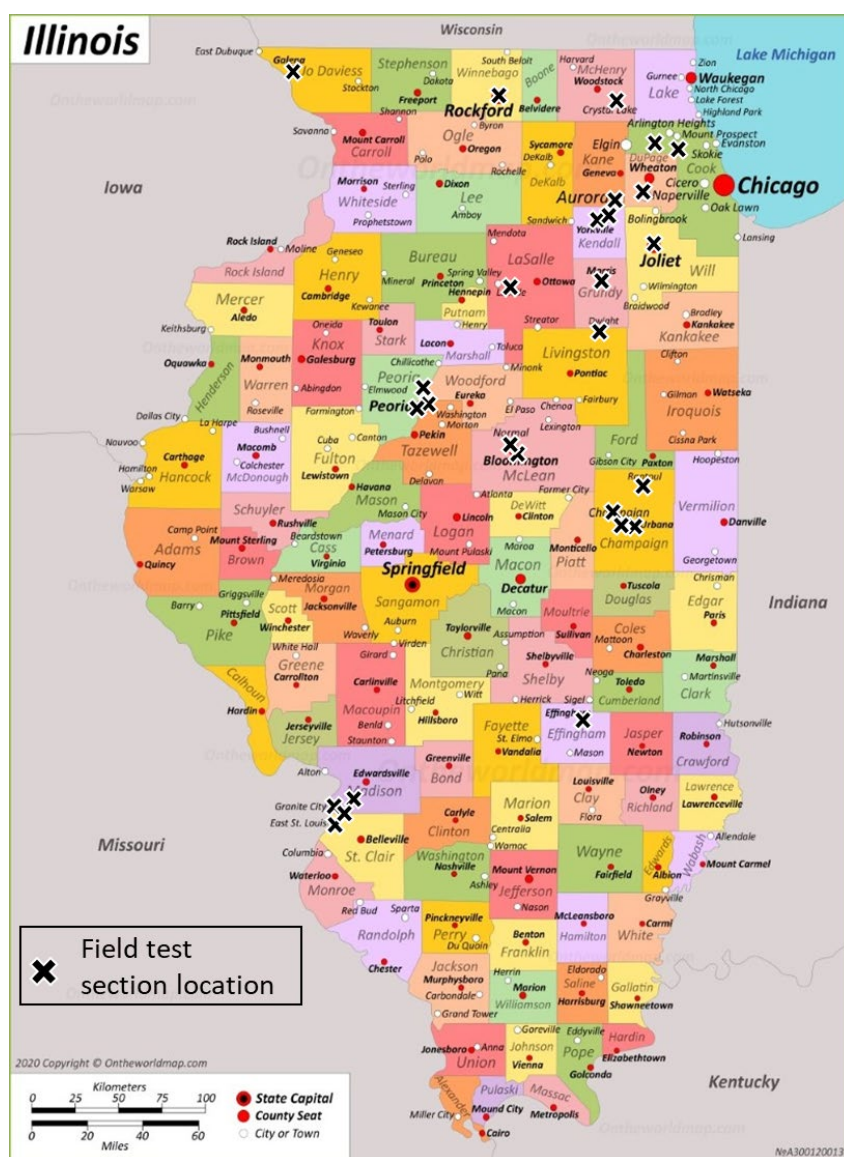 Illinois
Wisconsin
Lake Michigan
Iowa
Missouri
Indiana
Kentucky
East Dubuque
Galena
Jo Daviess
Stockton
Stephenson
Dakota
Freeport
Winnebago
South Beloit
Rockford
Boone
Belvidere
Harvard
McHenry
Woodstock
Crystal Lake
Lake
Zion
Gurnee
Waukegan
North Chicago
Lake Forest
Highland Park
Arlington Heights
Mount Prospect
Evanston
Skokie
Cook
Chicago
Cicero
Oak Lawn
Lansing
Savanna
Shannon
Mount Carroll
Carroll
Ogle
Byron
Oregon
Polo
Rochelle
Sycamore
DeKalb
DeKalb
Elgin
Kane
Geneva
DuPage
Wheaton
Aurora
Naperville
Bolingbrook
Morrison
Sterling
Whiteside
Prophetstown
Dixon
Lee
Amboy
Sandwich
Yorkville
Kendall
Joliet
Will
Wilmington
Braidwood
Rock Island
Moline
Rock Island
Geneseo
Henry
Cambridge
Kewanee
Bureau
Mineral
Princeton
Spring Valley
Hennepin
Putnam
Henry
Mendota
LaSalle
Ottawa
Streator
Morris
Grundy
Dwight
Bradley
Kankakee
Kankakee
Mercer
Aledo
Keithsburg
Oquawka
Henderson
Monmouth
Warren
Roseville
Oneida
Knox
Galesburg
Abingdon
Toulon
Stark
Lacon
Marshall
Toluca
Chillicothe
Peoria
Elmwood
Peoria
Woodford
Eureka
Washington
Morton
Minonk
El Paso
Livingston
Pontiac
Fairbury
Chenoa
Lexington
Clifton
Gilmon
Watseka
Iroquois
Cissna Park
Ford
Gibson City
Paxton
Hoopeston
Dallas City
La Harpe
Nauvoo
Carthage
Hamilton
Warsaw
Hancock
Bushnell
Macomb
Colchester
McDonough
Farmington
Cuba
Canton
Fulton
Lewistown
Pekin
Tazewell
Delavan
Normal
Bloomington
McLean
Havana
Mason
Mason City
Atlanta
Lincoln
Logan
Mount Pulaski
DeWitt
Clinton
Farmer City
Rantoul
Champaign
Urbana
Champaign
Vermilion
Danville
Georgetown
Schuyler
Rushville
Camp Point
Adams
Quincy
Mount Sterling
Brown
Beardstown
Cass
Virginia
Menard
Petersburg
Springfield
Sangamon
Auburn
Virden
Maroa
Macon
Decatur
Macon
Monticello
Piatt
Tuscola
Douglas
Chrisman
Edgar
Paris
Meredosia
Morgan
Jacksonville
Waverly
Scott
Winchester
Griggsville
Barry
Pittsfield
Pike
Taylorville
Christian
Assumption
Pana
Moultrie
Sullivan
Coles
Mattoon
Charleston
White Hall
Greene
Carrollton
Girard
Carlinville
Macoupin
Benld
Staunton
Litchfield
Montgomery
Witt
Hillsboro
Shelbyville
Shelby
Herrick
Sigel
Neoga
Toledo
Cumberland
Marshall
Martinsville
Clark
Calhoun
Hardin
Jerseyville
Jersey
Fayette
St. Elmo
Vandalia
Effingham
Mason
Jasper
Newton
Robinson
Crawford
Hutsonville
Alton
Edwardsville
Madison
Granite City
East St. Louis
Greenville
Bond
Louisville
Clay
Flora
Olney
Richland
Lawrence
Lawrenceville
Columbia
Belleville
St. Clair
Carlyle
Clinton
Marion
Salem
Centralia
Wamac
Wayne
Fairfield
Edwards
Albion
Wabash
Allendale
Mount Carmel
Grayville
Waterloo
Monroe
Red Bud
Washington
Nashville
Ashley
Mount Vernon
Jefferson
Nason
Sparta
Randolph
Chester
Pinckneyville
Perry
Du Quoin
McLeansboro
Hamilton
Carmi
White
Benton
Franklin
Jackson
Murphysboro
Carbondale
Grand Tower
Herrin
Marion
Williamson
Eldorado
Saline
Harrisburg
Gallatin
Shawneetown
Jonesboro
Anna
Union
Goreville
Johnson
Vienna
Eddyville
Pope
Golconda
Hardin
Elizabethtown
Alexander
Miller City
Pulaski
Mound City
Cairo
Massac
Metropolis
Field test
section location
2020 Copyright © Ontheworldmap.com
Kilometers
0 25 50 75 100
0 20 40 60
Miles
State Capital
County Seat
City or Town
Ontheworldmap.com